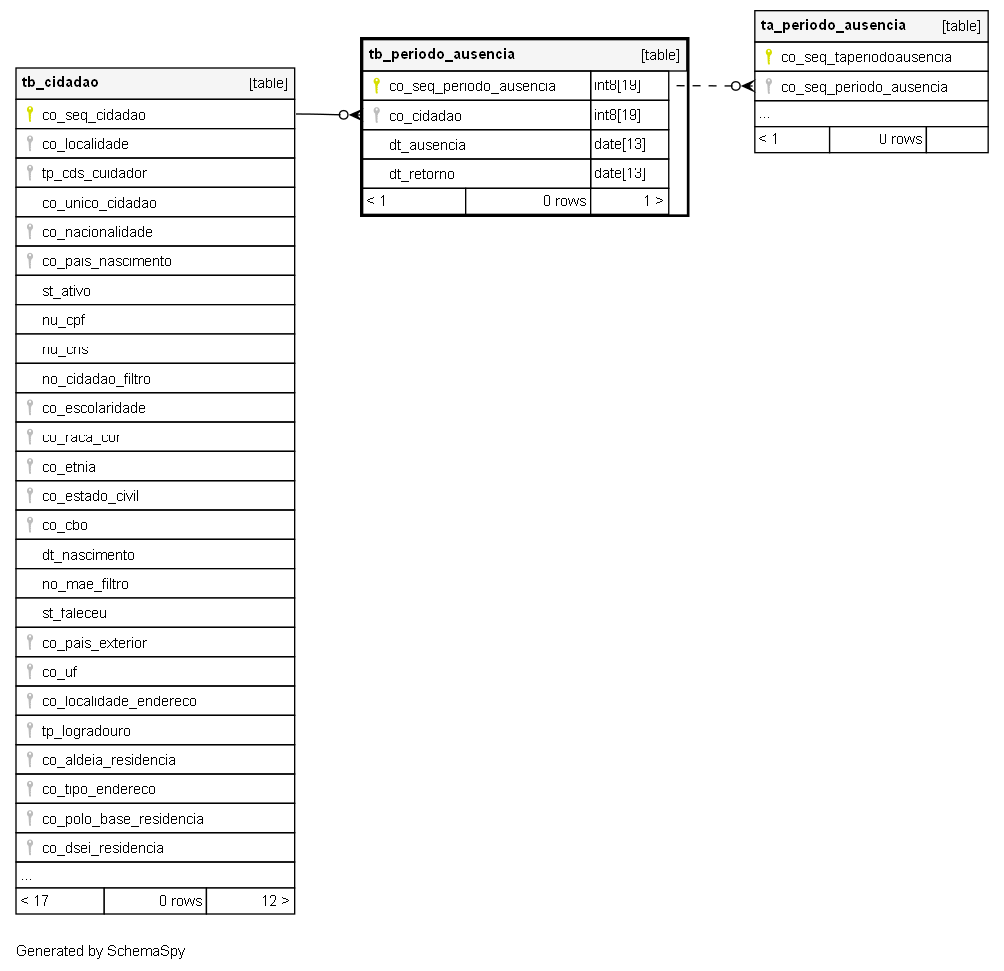 tb_cidadao [table]
co_seq_cidadao
co_localidade
tp_cds_cuidador
co_unico_cidadao
co_nacionalidade
co_pais_nascimento
st_ativo
nu_cpf
nu_cns
no_cidadao_filtro
co_escolaridade
co_raca_cor
co_etnia
co_estado_civil
co_cbo
dt_nascimento
no_mae_filtro
st_faleceu
co_pais_exterior
co_uf
co_localidade_endereco
tp_logradouro
co_aldeia_residencia
co_tipo_endereco
co_polo_base_residencia
co_dsei_residencia
...
< 17 0 rows 12 >
tb_periodo_ausencia [table]
co_seq_periodo_ausencia int8[19]
co_cidadao int8[19]
dt_ausencia date[13]
dt_retorno date[13]
< 1 0 rows 1 >
ta_periodo_ausencia [table]
co_seq_taperiodoausencia
co_seq_periodo_ausencia
...
< 1 0 rows
Generated by SchemaSpy